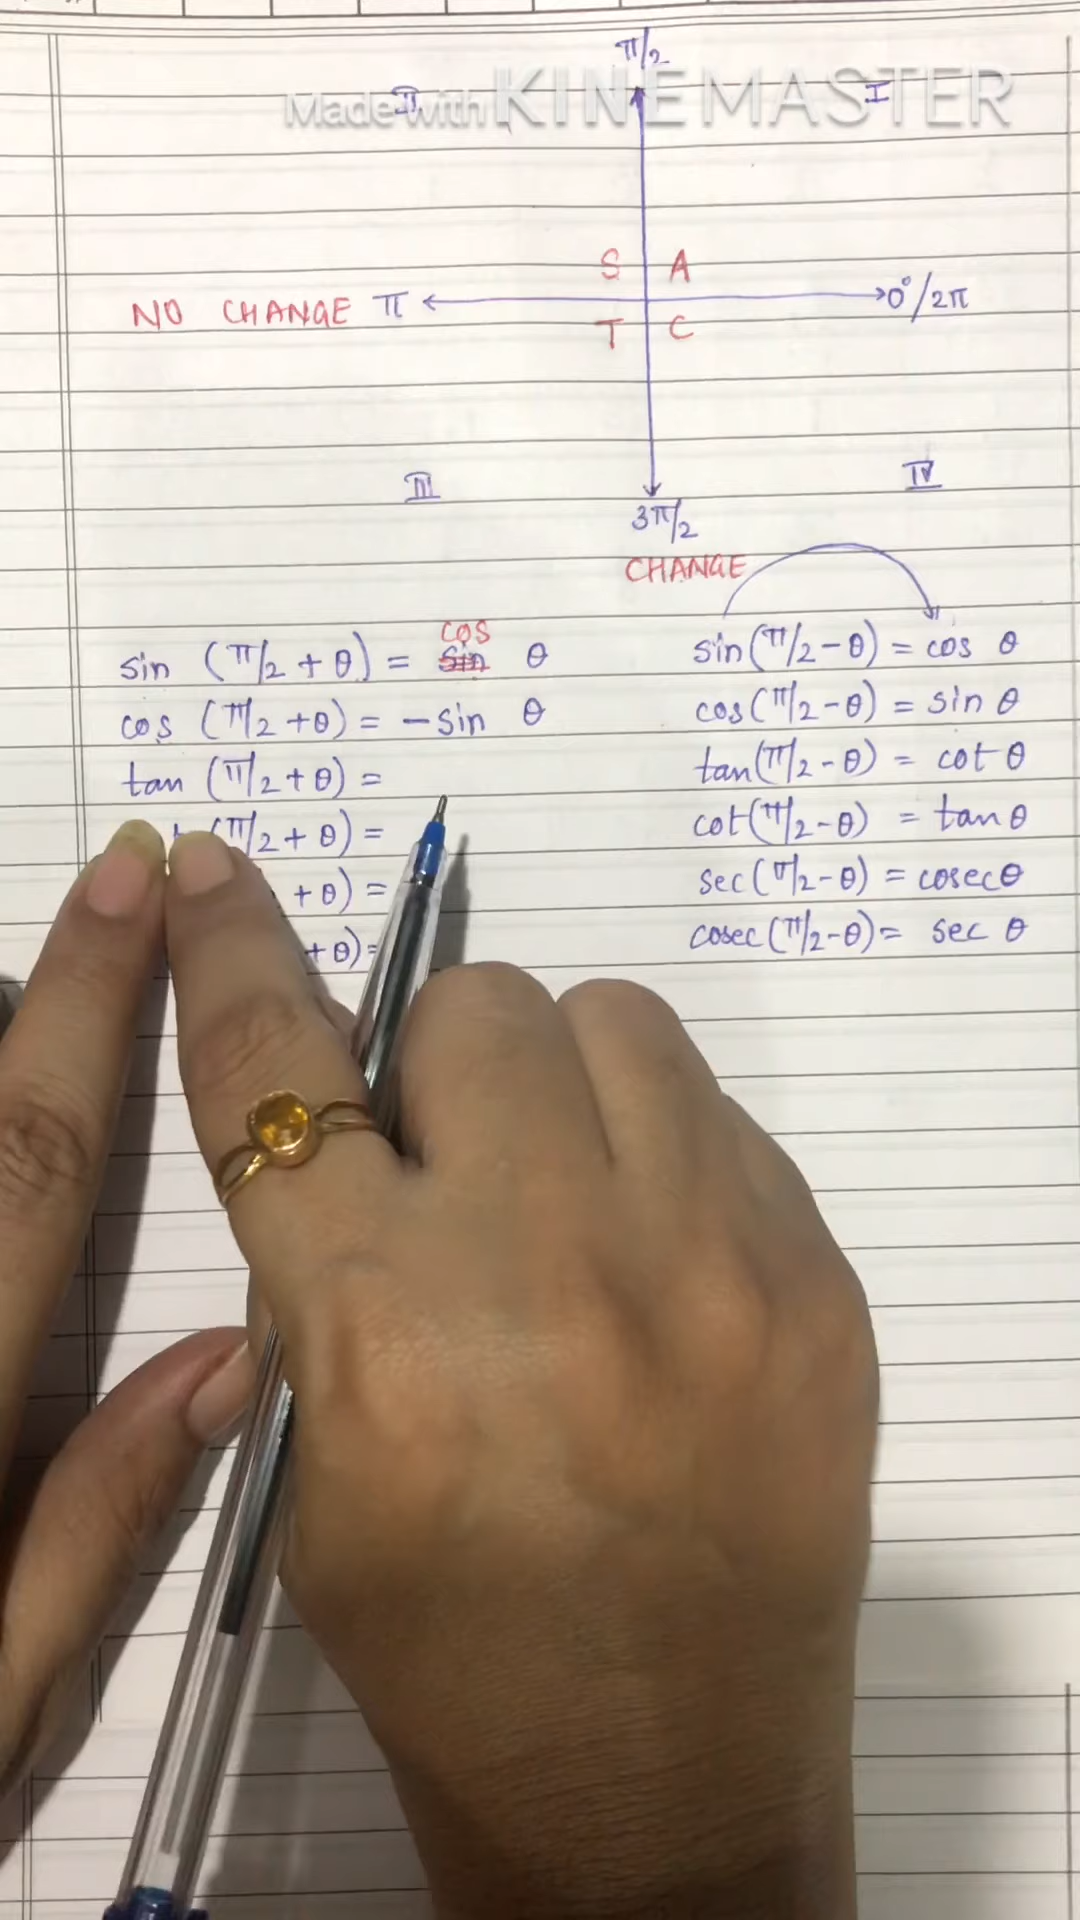 π/2
Made with KINEMASTER
II I
S A
NO CHANGE π 0°/2π
T C
III IV
3π/2
CHANGE
cos
sin (π/2 + θ) = sin θ
cos (π/2 + θ) = -sin θ
tan (π/2 + θ) =
(π/2 + θ) =
+ θ) =
+ θ) =
sin(π/2 - θ) = cos θ
cos(π/2 - θ) = sin θ
tan(π/2 - θ) = cot θ
cot(π/2 - θ) = tan θ
sec(π/2 - θ) = cosec θ
cosec(π/2 - θ) = sec θ